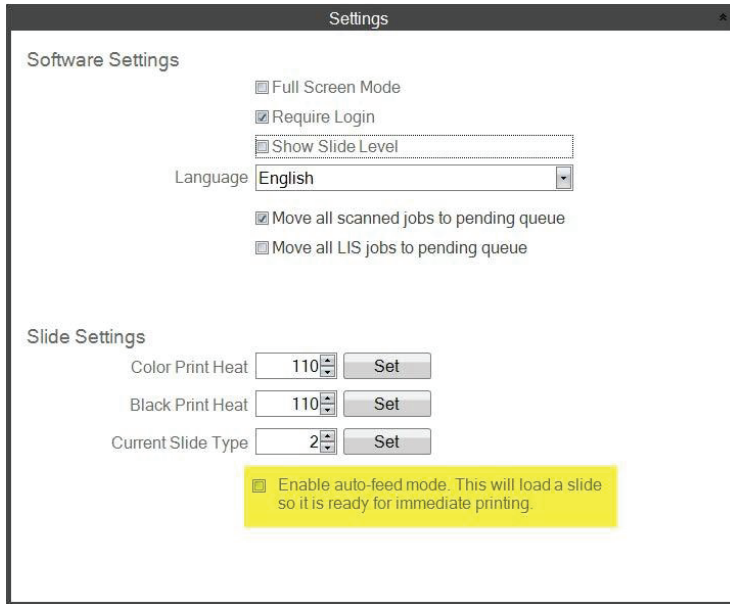 Settings
Software Settings
Full Screen Mode
Require Login
Show Slide Level
Language English
Move all scanned jobs to pending queue
Move all LIS jobs to pending queue
Slide Settings
Color Print Heat 110 Set
Black Print Heat 110 Set
Current Slide Type 2 Set
Enable auto-feed mode. This will load a slide
so it is ready for immediate printing.